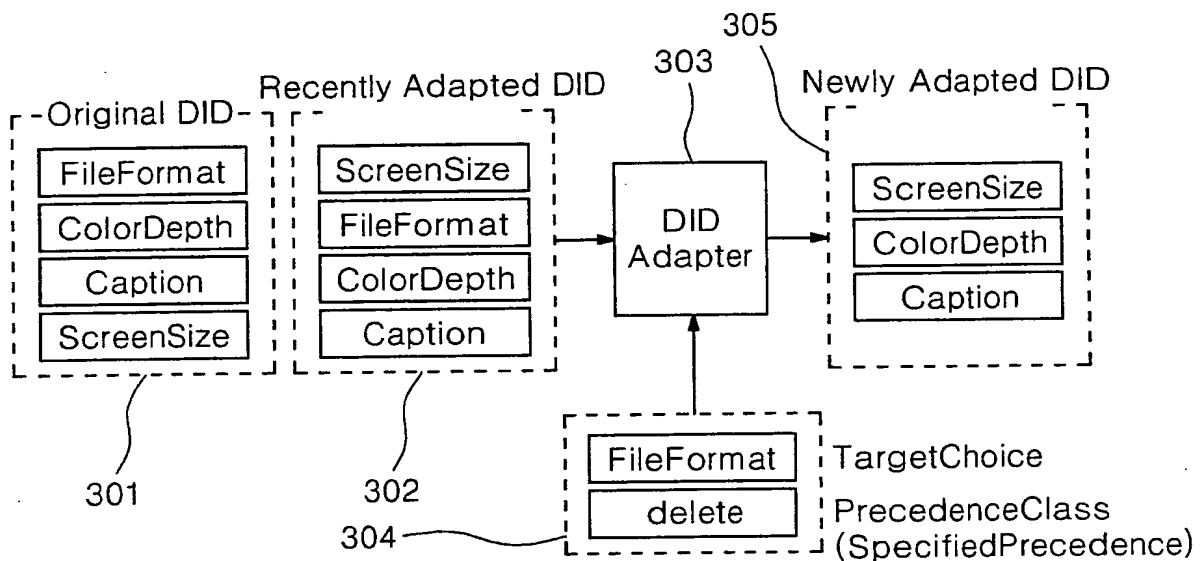 305
303
Recently Adapted DID
Newly Adapted DID
Original DID
FileFormat
ColorDepth
Caption
ScreenSize
ScreenSize
FileFormat
ColorDepth
Caption
DID
Adapter
ScreenSize
ColorDepth
Caption
301
302
FileFormat
TargetChoice
delete
PrecedenceClass
(SpecifiedPrecedence)
304